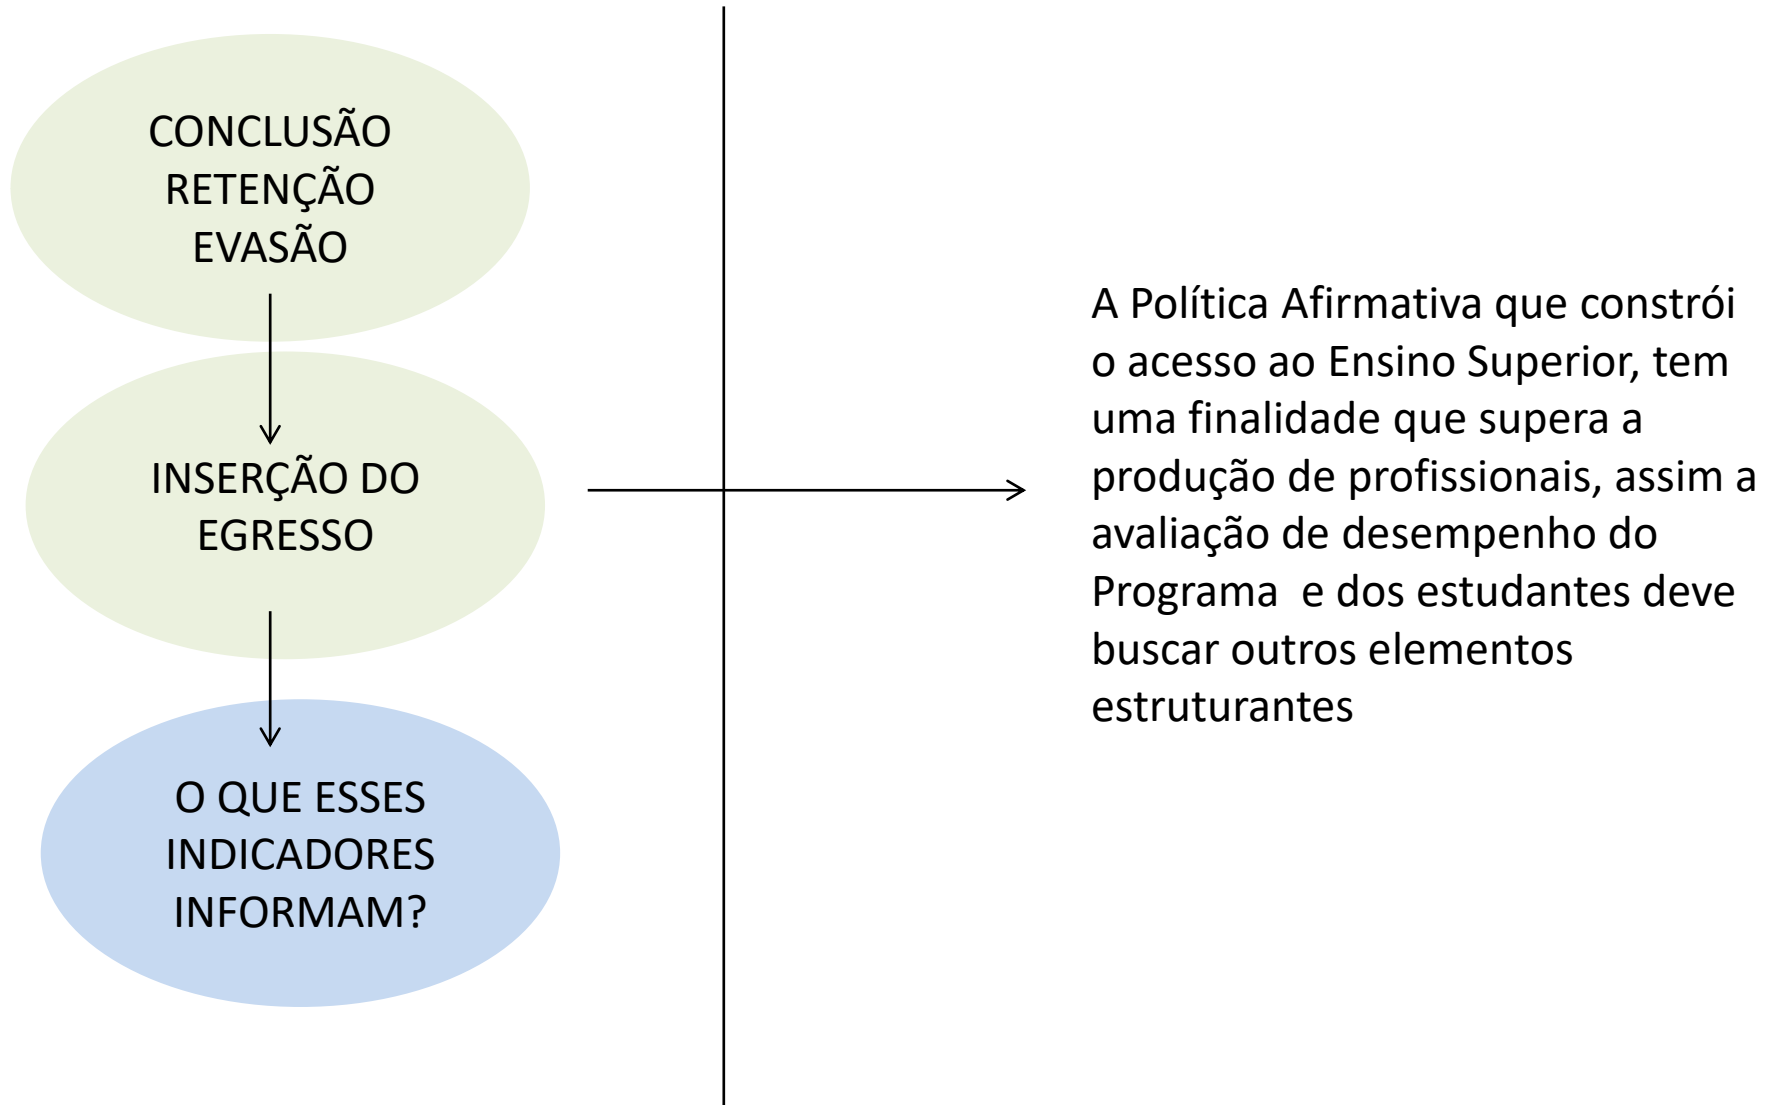 CONCLUSÃO
RETENÇÃO
EVASÃO
INSERÇÃO DO
EGRESSO
O QUE ESSES
INDICADORES
INFORMAM?
A Política Afirmativa que constrói
o acesso ao Ensino Superior, tem
uma finalidade que supera a
produção de profissionais, assim a
avaliação de desempenho do
Programa  e dos estudantes deve
buscar outros elementos
estruturantes